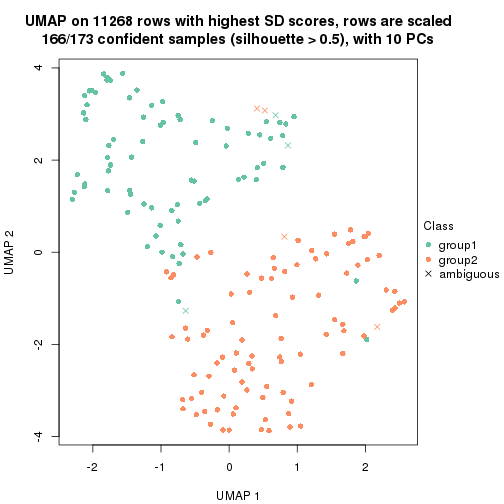 UMAP on 11268 rows with highest SD scores, rows are scaled
166/173 confident samples (silhouette > 0.5), with 10 PCs
4
2
0
-2
-4
UMAP 2
-2
-1
0
1
2
UMAP 1
Class
group1
group2
ambiguous